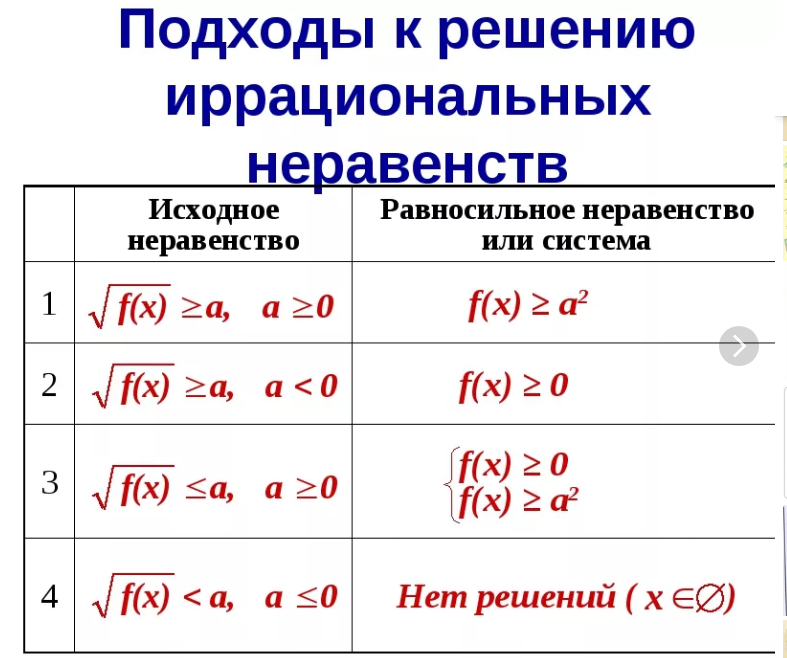 Подходы к решению
иррациональных
неравенств
Исходное
неравенство
Равносильное неравенство
или система
1
√f(x) ≥a, a ≥0
f(x) ≥ a²
2
√f(x) ≥a, a < 0
f(x) ≥ 0
3
√f(x) ≤a, a ≥0
f(x) ≥ 0
f(x) ≥ a²
4
√f(x) < a, a ≤0
Нет решений ( x ∈∅)